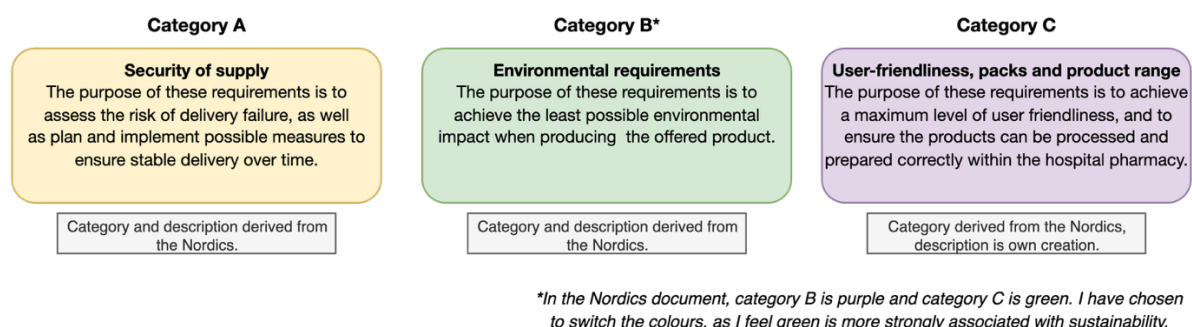 Category A
Security of supply
The purpose of these requirements is to
assess the risk of delivery failure, as well
as plan and implement possible measures to
ensure stable delivery over time.
Category and description derived from
the Nordics.
Category B*
Environmental requirements
The purpose of these requirements is to
achieve the least possible environmental
impact when producing the offered product.
Category and description derived from
the Nordics.
Category C
User-friendliness, packs and product range
The purpose of these requirements is to achieve
a maximum level of user friendliness, and to
ensure the products can be processed and
prepared correctly within the hospital pharmacy.
Category derived from the Nordics,
description is own creation.
*In the Nordics document, category B is purple and category C is green. I have chosen
to switch the colours, as I feel green is more strongly associated with sustainability.